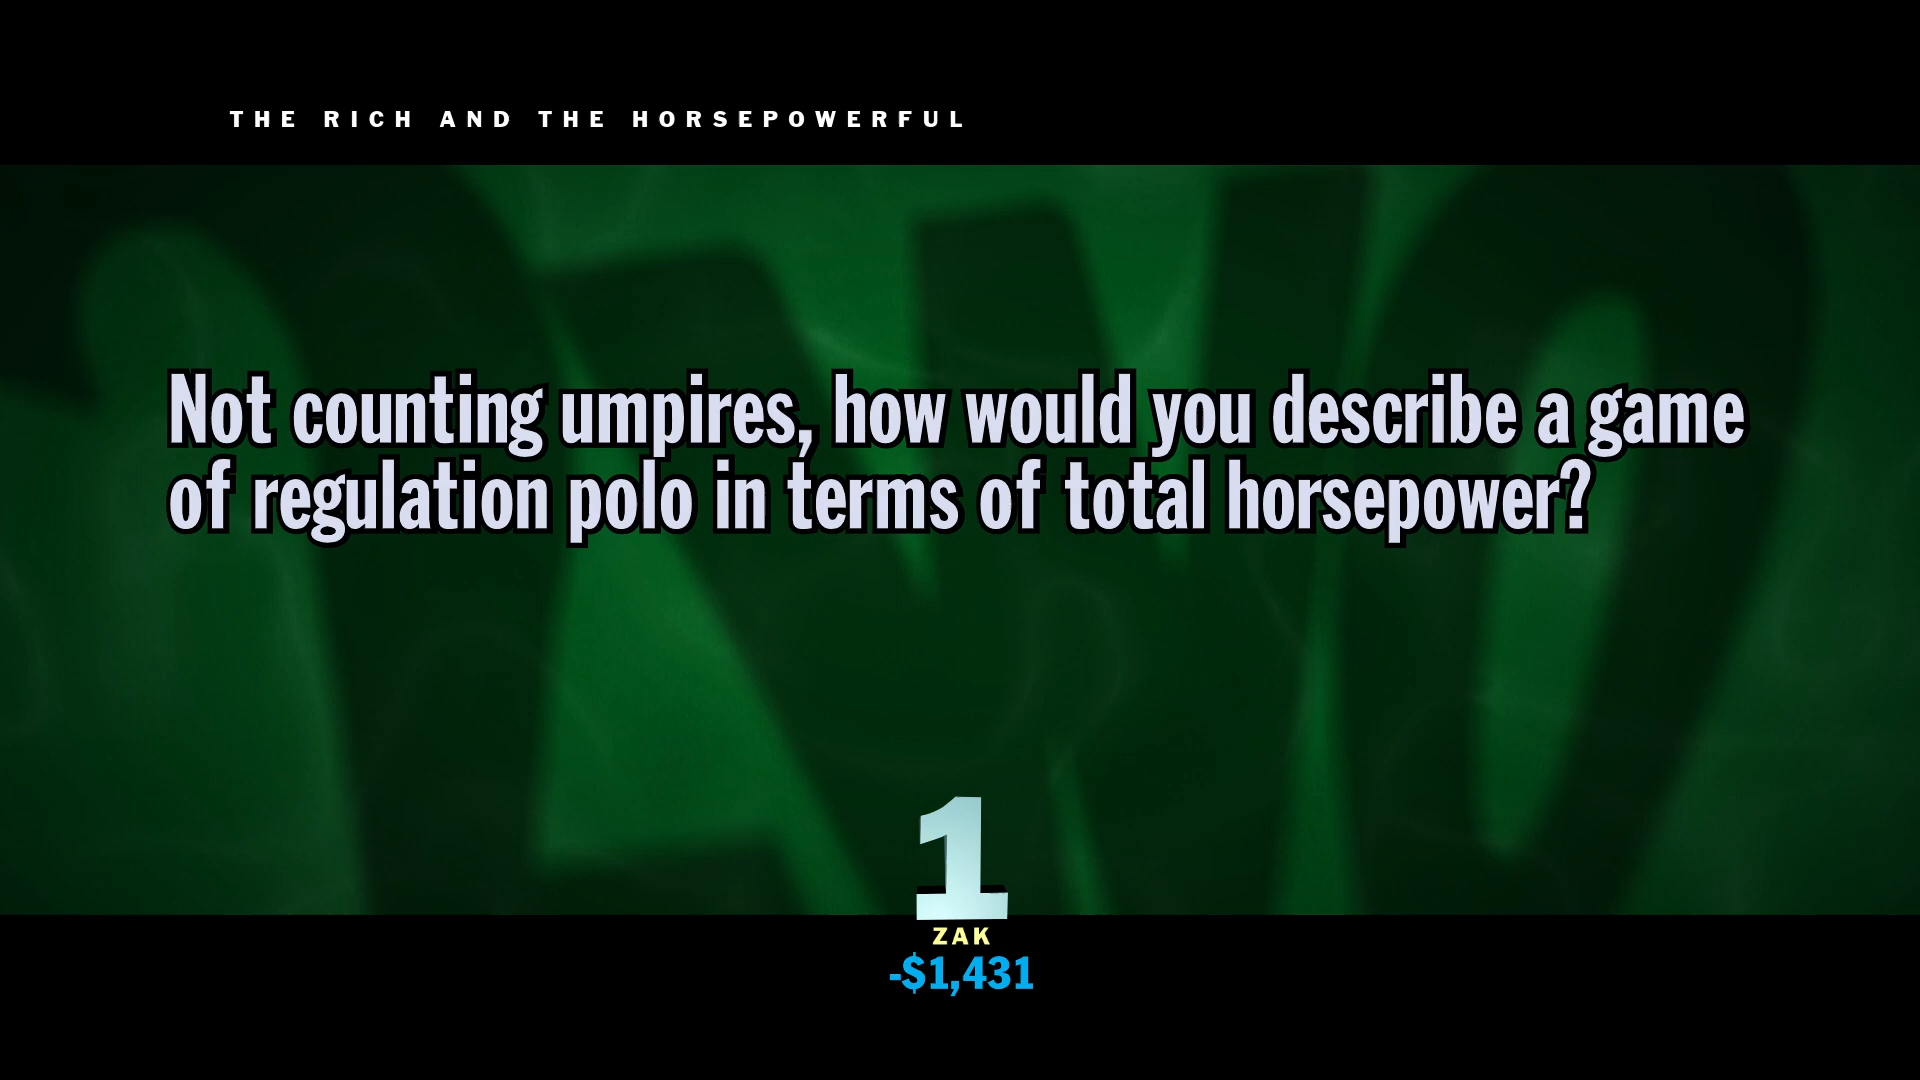 THE RICH AND THE HORSEPOWERFUL
Not counting umpires, how would you describe a game
of regulation polo in terms of total horsepower?
1
ZAK
-$1,431